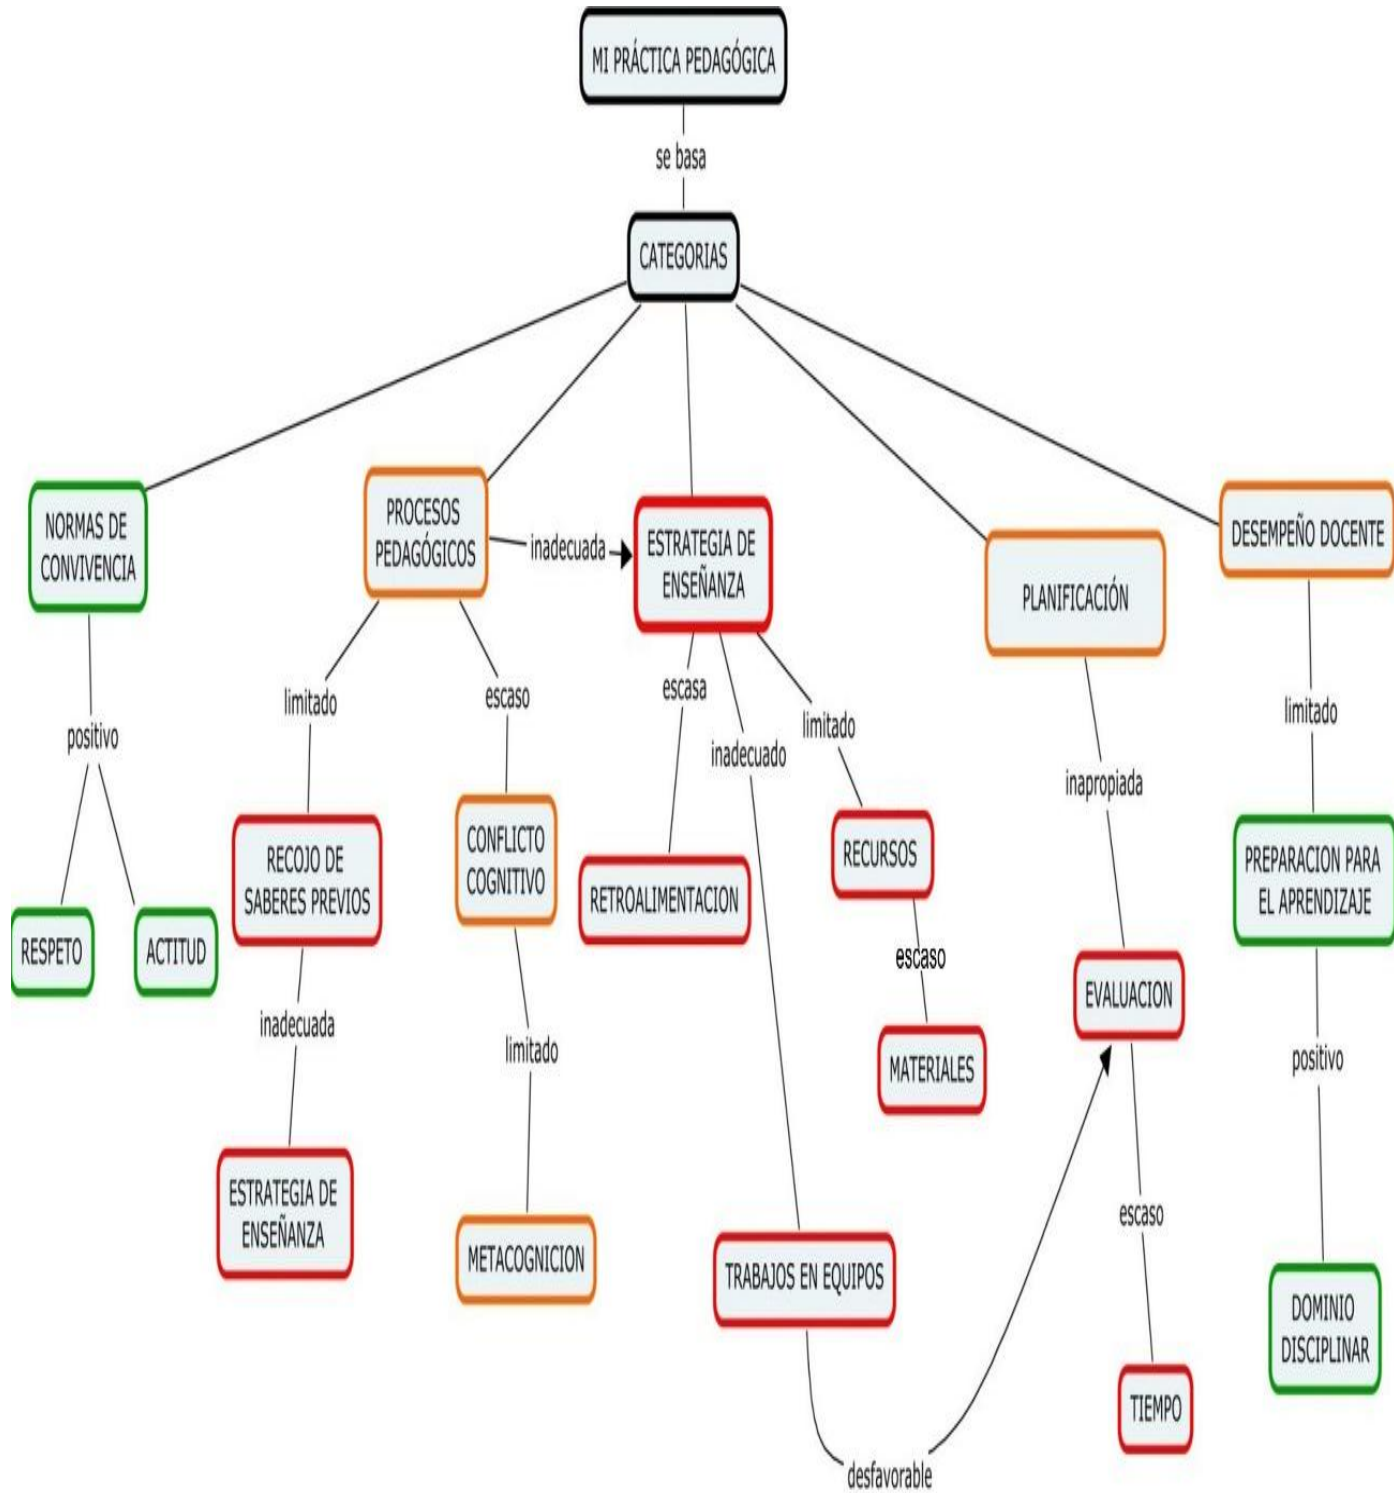 MI PRÁCTICA PEDAGÓGICA
se basa
CATEGORIAS
NORMAS DE
CONVIVENCIA
positivo
RESPETO
ACTITUD
PROCESOS
PEDAGÓGICOS
inadecuada
limitado
escaso
RECOJO DE
SABERES PREVIOS
inadecuada
ESTRATEGIA DE
ENSEÑANZA
CONFLICTO
COGNITIVO
limitado
METACOGNICION
ESTRATEGIA DE
ENSEÑANZA
escasa
inadecuado
limitado
RETROALIMENTACION
RECURSOS
escaso
MATERIALES
TRABAJOS EN EQUIPOS
desfavorable
PLANIFICACIÓN
inapropiada
EVALUACION
escaso
TIEMPO
DESEMPEÑO DOCENTE
limitado
PREPARACION PARA
EL APRENDIZAJE
positivo
DOMINIO
DISCIPLINAR